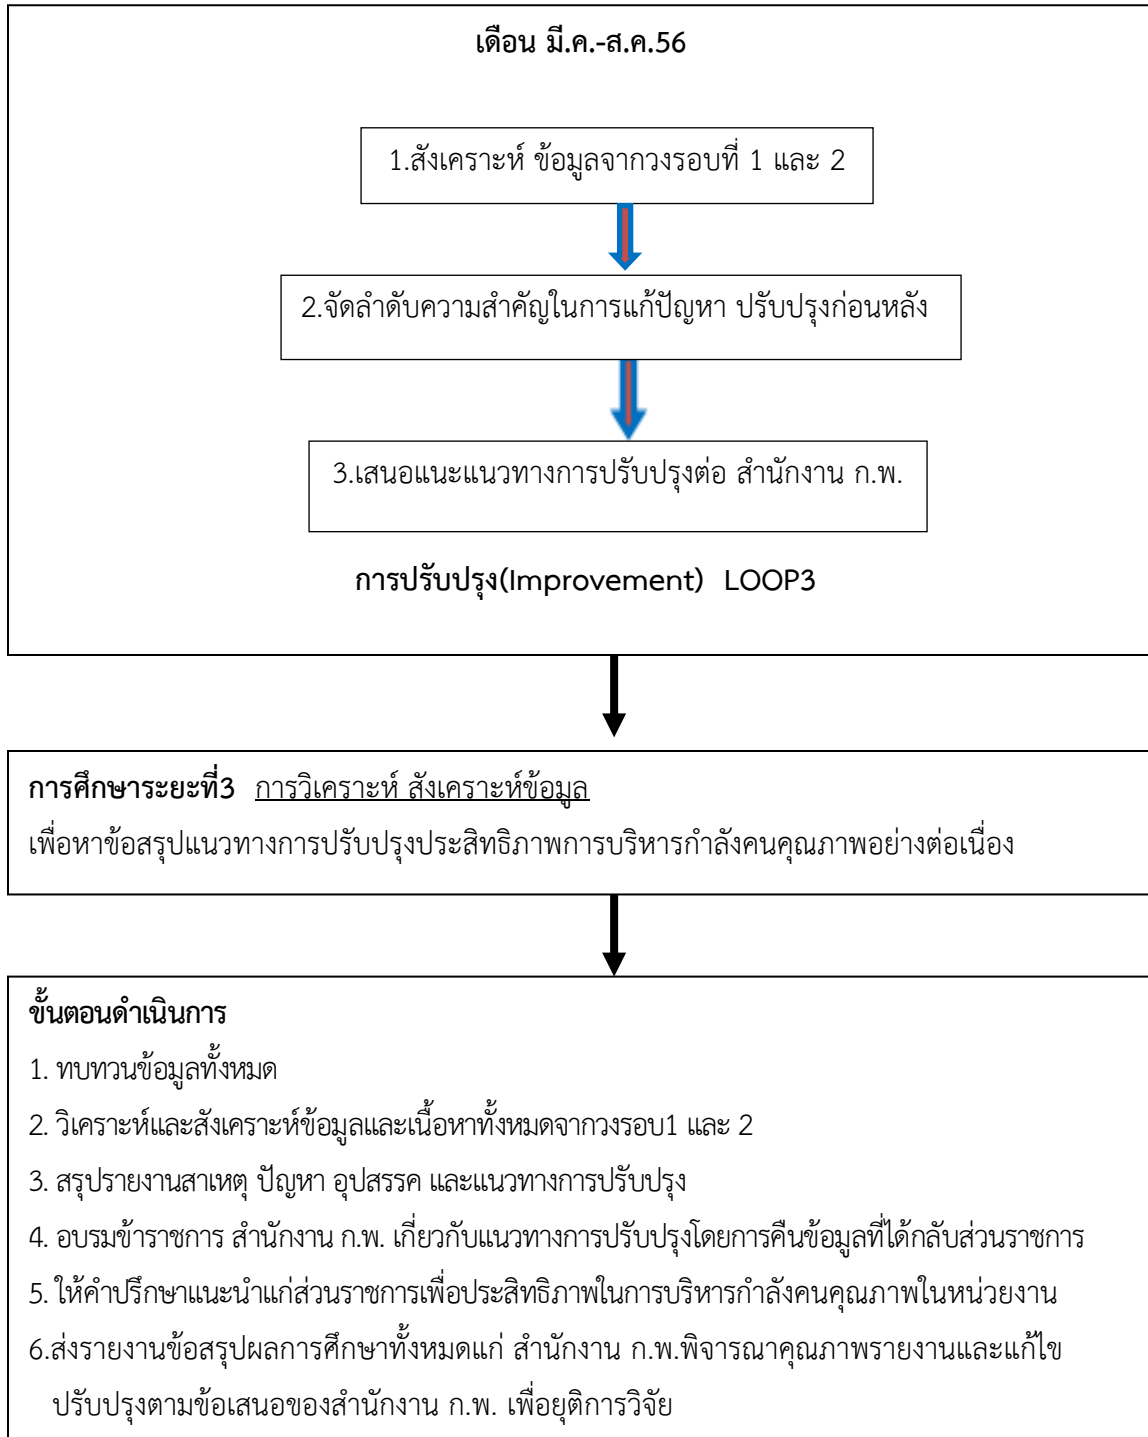 เดือน มี.ค.-ส.ค.56
1.สังเคราะห์ ข้อมูลจากวงรอบที่ 1 และ 2
2.จัดลำดับความสำคัญในการแก้ปัญหา ปรับปรุงก่อนหลัง
3.เสนอแนะแนวทางการปรับปรุงต่อ สำนักงาน ก.พ.
การปรับปรุง(Improvement) LOOP3
การศึกษาระยะที่3 การวิเคราะห์ สังเคราะห์ข้อมูล
เพื่อหาข้อสรุปแนวทางการปรับปรุงประสิทธิภาพการบริหารกำลังคนคุณภาพอย่างต่อเนื่อง
ขั้นตอนดำเนินการ
1. ทบทวนข้อมูลทั้งหมด
2. วิเคราะห์และสังเคราะห์ข้อมูลและเนื้อหาทั้งหมดจากวงรอบ1 และ 2
3. สรุปรายงานสาเหตุ ปัญหา อุปสรรค และแนวทางการปรับปรุง
4. อบรมข้าราชการ สำนักงาน ก.พ. เกี่ยวกับแนวทางการปรับปรุงโดยการคืนข้อมูลที่ได้กลับส่วนราชการ
5. ให้คำปรึกษาแนะนำแก่ส่วนราชการเพื่อประสิทธิภาพในการบริหารกำลังคนคุณภาพในหน่วยงาน
6.ส่งรายงานข้อสรุปผลการศึกษาทั้งหมดแก่ สำนักงาน ก.พ.พิจารณาคุณภาพรายงานและแก้ไข
ปรับปรุงตามข้อเสนอของสำนักงาน ก.พ. เพื่อยุติการวิจัย